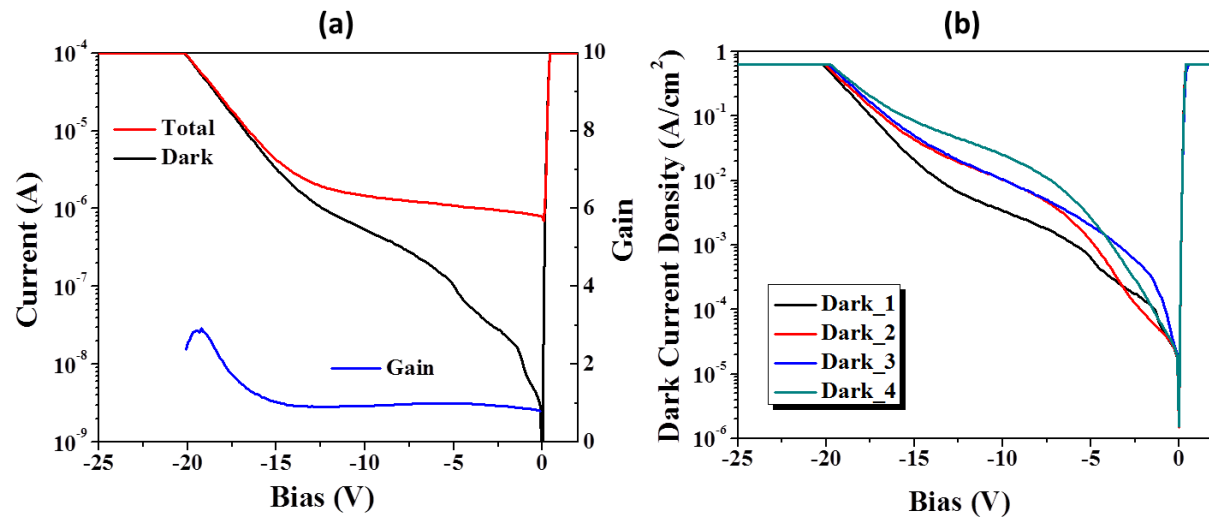 (a)
10⁻⁴
10⁻⁵
10⁻⁶
10⁻⁷
10⁻⁸
10⁻⁹
Current (A)
Total
Dark
Gain
10
8
6
4
2
0
Gain
-25
-20
-15
-10
-5
0
Bias (V)
(b)
1
10⁻¹
10⁻²
10⁻³
10⁻⁴
10⁻⁵
10⁻⁶
Dark Current Density (A/cm²)
Dark_1
Dark_2
Dark_3
Dark_4
-25
-20
-15
-10
-5
0
Bias (V)